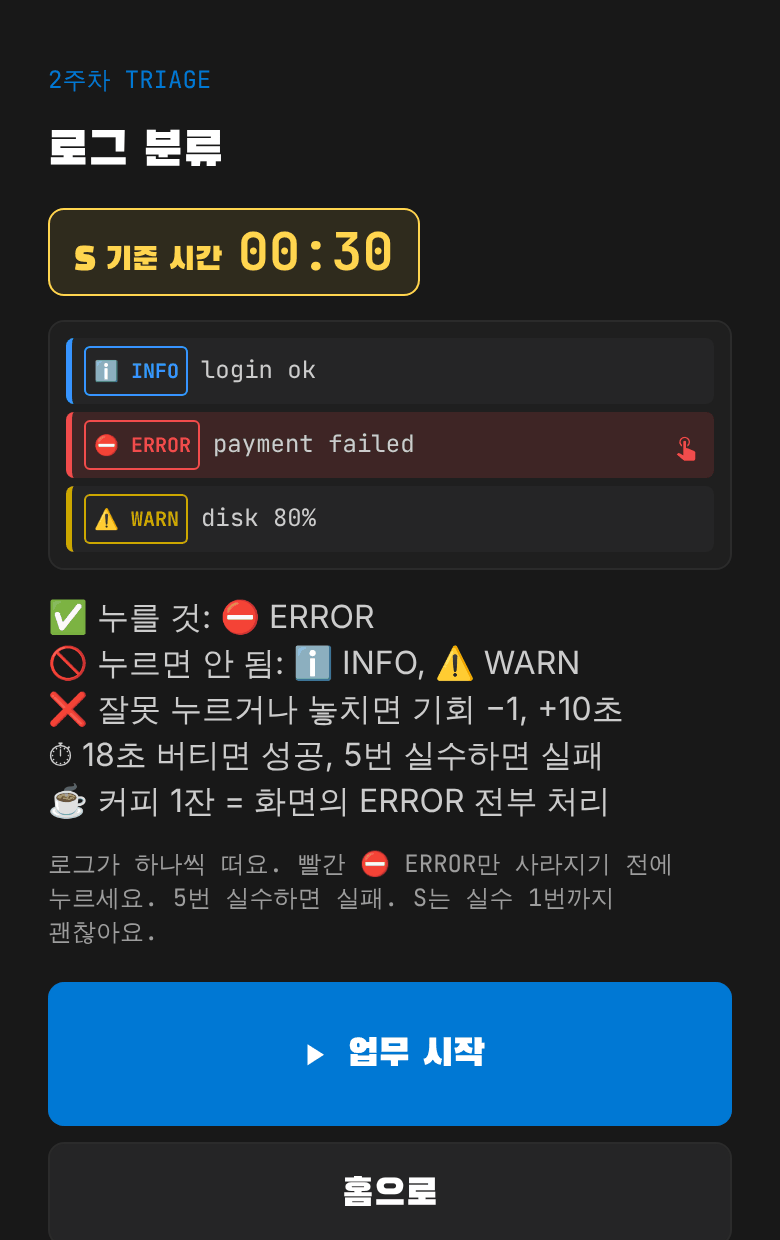 2주차 TRIAGE
로그 분류
S 기준 시간 00:30
ℹ️ INFO login ok
⛔ ERROR payment failed
⚠️ WARN disk 80%
✅ 누를 것: ⛔ ERROR
🚫 누르면 안 됨: ℹ️ INFO, ⚠️ WARN
❌ 잘못 누르거나 놓치면 기회 −1, +10초
⏱ 18초 버티면 성공, 5번 실수하면 실패
☕ 커피 1잔 = 화면의 ERROR 전부 처리
로그가 하나씩 떠요. 빨간 ⛔ ERROR만 사라지기 전에
누르세요. 5번 실수하면 실패. S는 실수 1번까지
괜찮아요.
▶ 업무 시작
홈으로